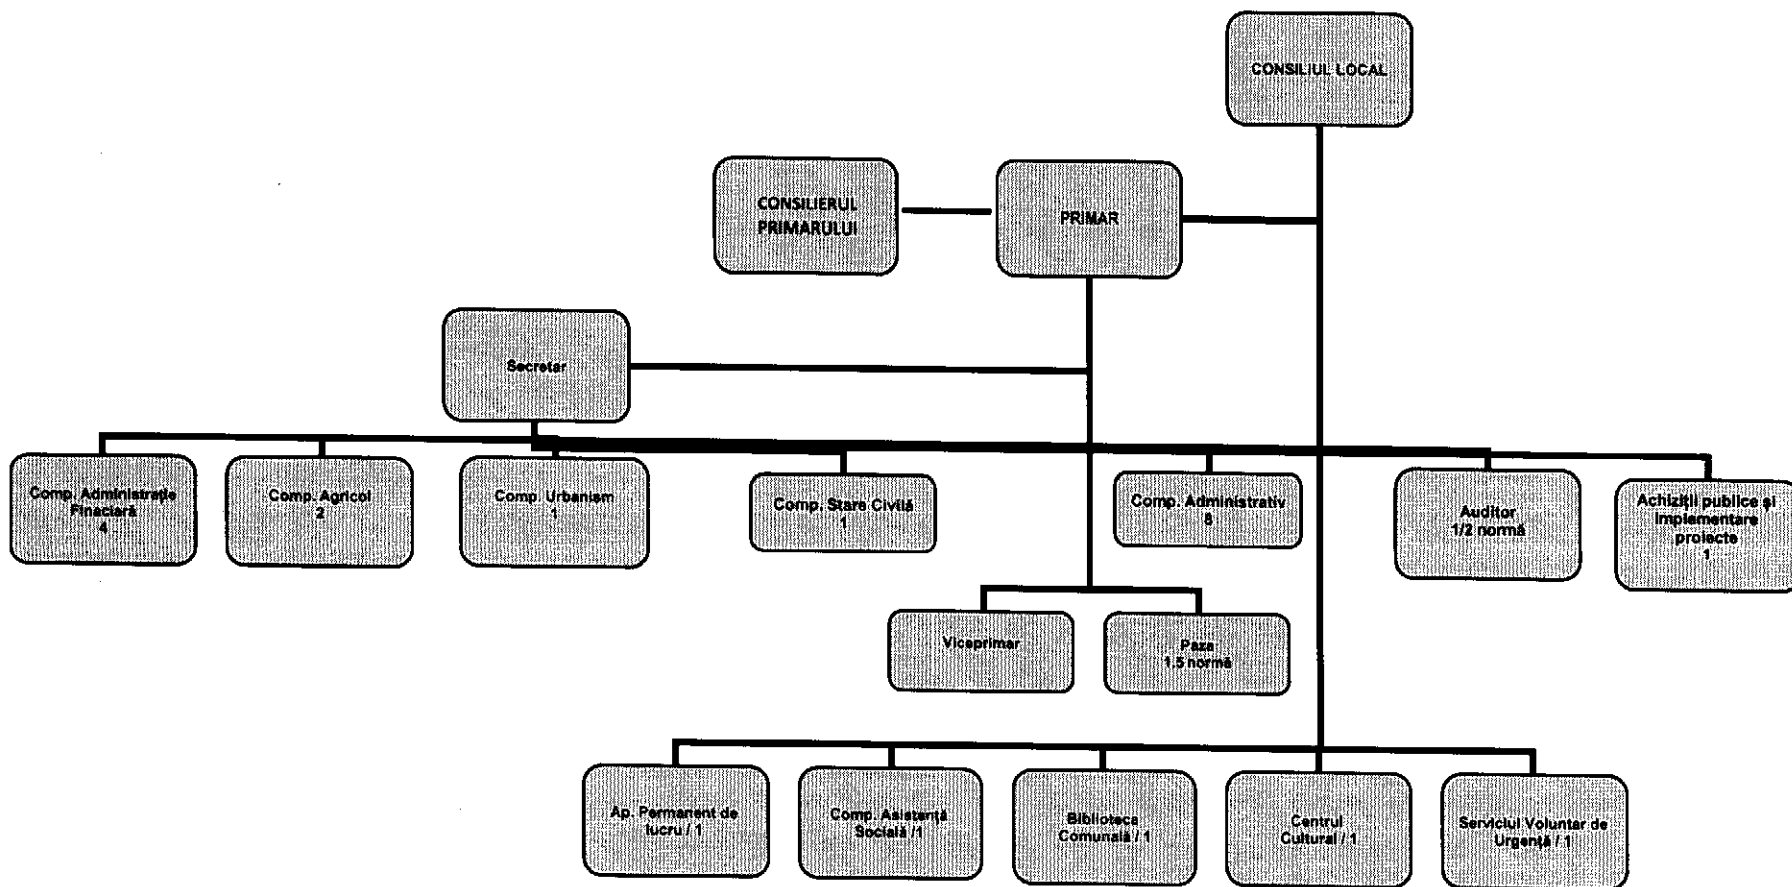 CONSILIUL LOCAL
CONSILIERUL
PRIMARULUI
PRIMAR
Secretar
Comp. Administrație
Finaciară
4
Comp. Agricol
2
Comp. Urbanism
1
Comp. Stare Civilă
1
Comp. Administrativ
8
Auditor
1/2 normă
Achiziții publice și
implementare
proiecte
1
Viceprimar
Paza
1.5 normă
Ap. Permanent de
lucru / 1
Comp. Asistență
Socială /1
Biblioteca
Comunală / 1
Centrul
Cultural / 1
Serviciul Voluntar de
Urgență / 1